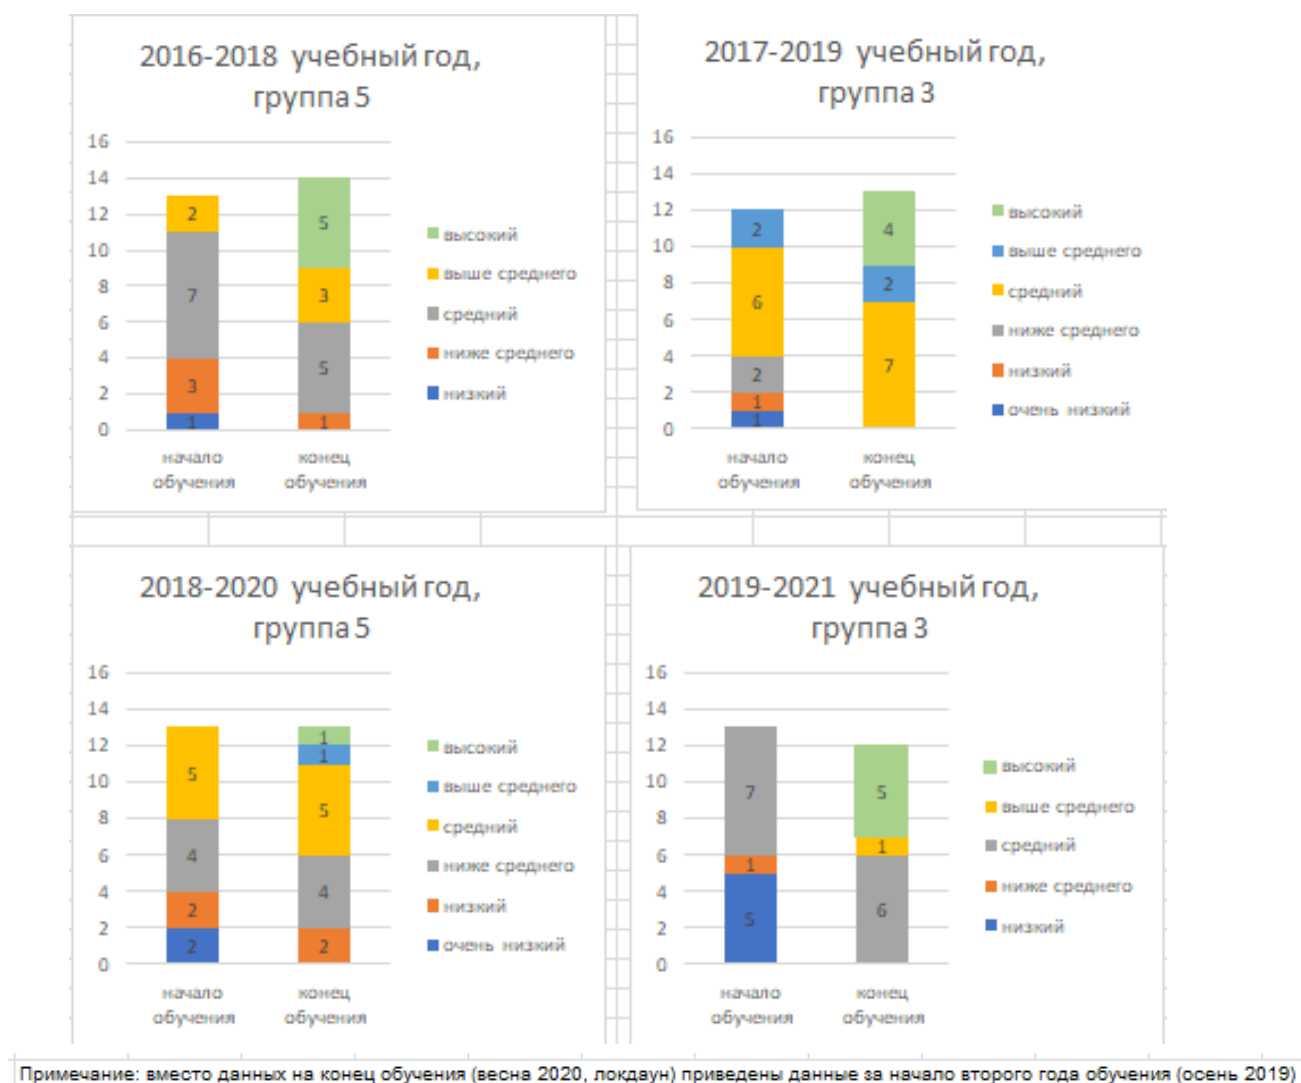 2016-2018 учебный год,
группа 5
16
14
12
10
8
6
4
2
0
2
7
3
1
5
3
5
1
начало
обучения
конец
обучения
высокий
выше среднего
средний
ниже среднего
низкий
2017-2019 учебный год,
группа 3
16
14
12
10
8
6
4
2
0
2
6
2
1
1
4
2
7
начало
обучения
конец
обучения
высокий
выше среднего
средний
ниже среднего
низкий
очень низкий
2018-2020 учебный год,
группа 5
16
14
12
10
8
6
4
2
0
5
4
2
2
1
1
5
4
2
начало
обучения
конец
обучения
высокий
выше среднего
средний
ниже среднего
низкий
очень низкий
2019-2021 учебный год,
группа 3
16
14
12
10
8
6
4
2
0
7
1
5
5
1
6
начало
обучения
конец
обучения
высокий
выше среднего
средний
ниже среднего
низкий
Примечание: вместо данных на конец обучения (весна 2020, локдаун) приведены данные за начало второго года обучения (осень 2019)